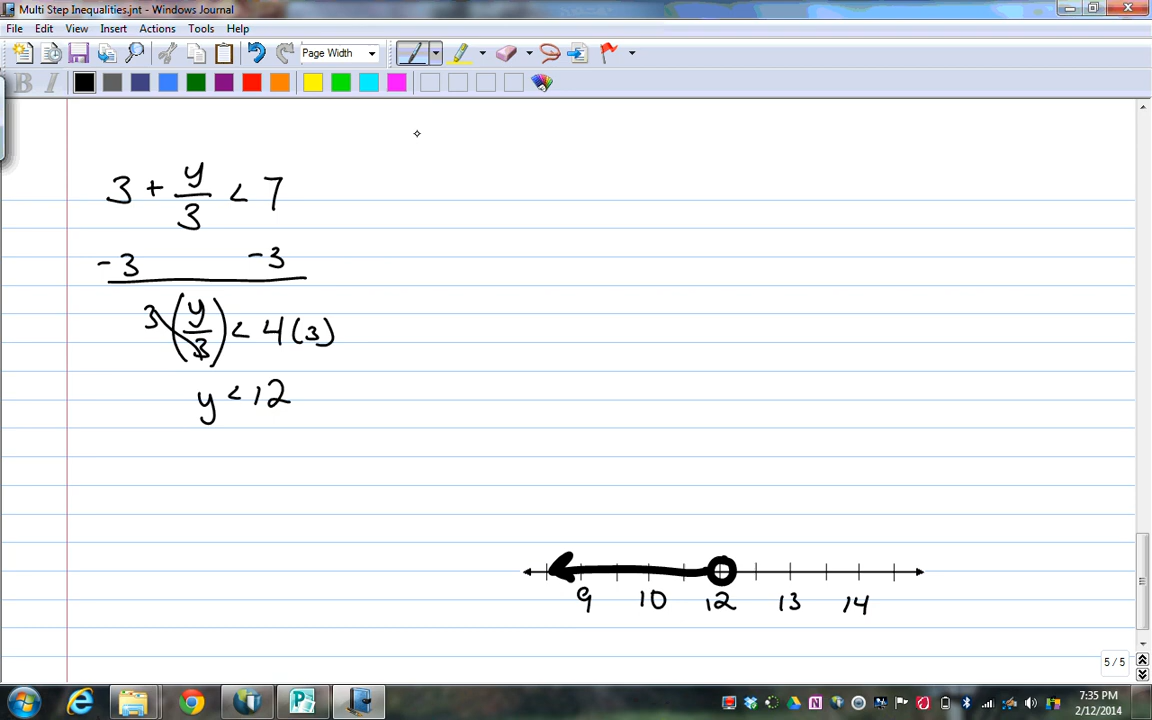 Multi Step Inequalities.jnt - Windows Journal
File Edit View Insert Actions Tools Help
Page Width
B I
3 + y/3 < 7
-3 -3
3 (y/3) < 4 (3)
y < 12
9 10 12 13 14
5 / 5
7:35 PM
2/12/2014